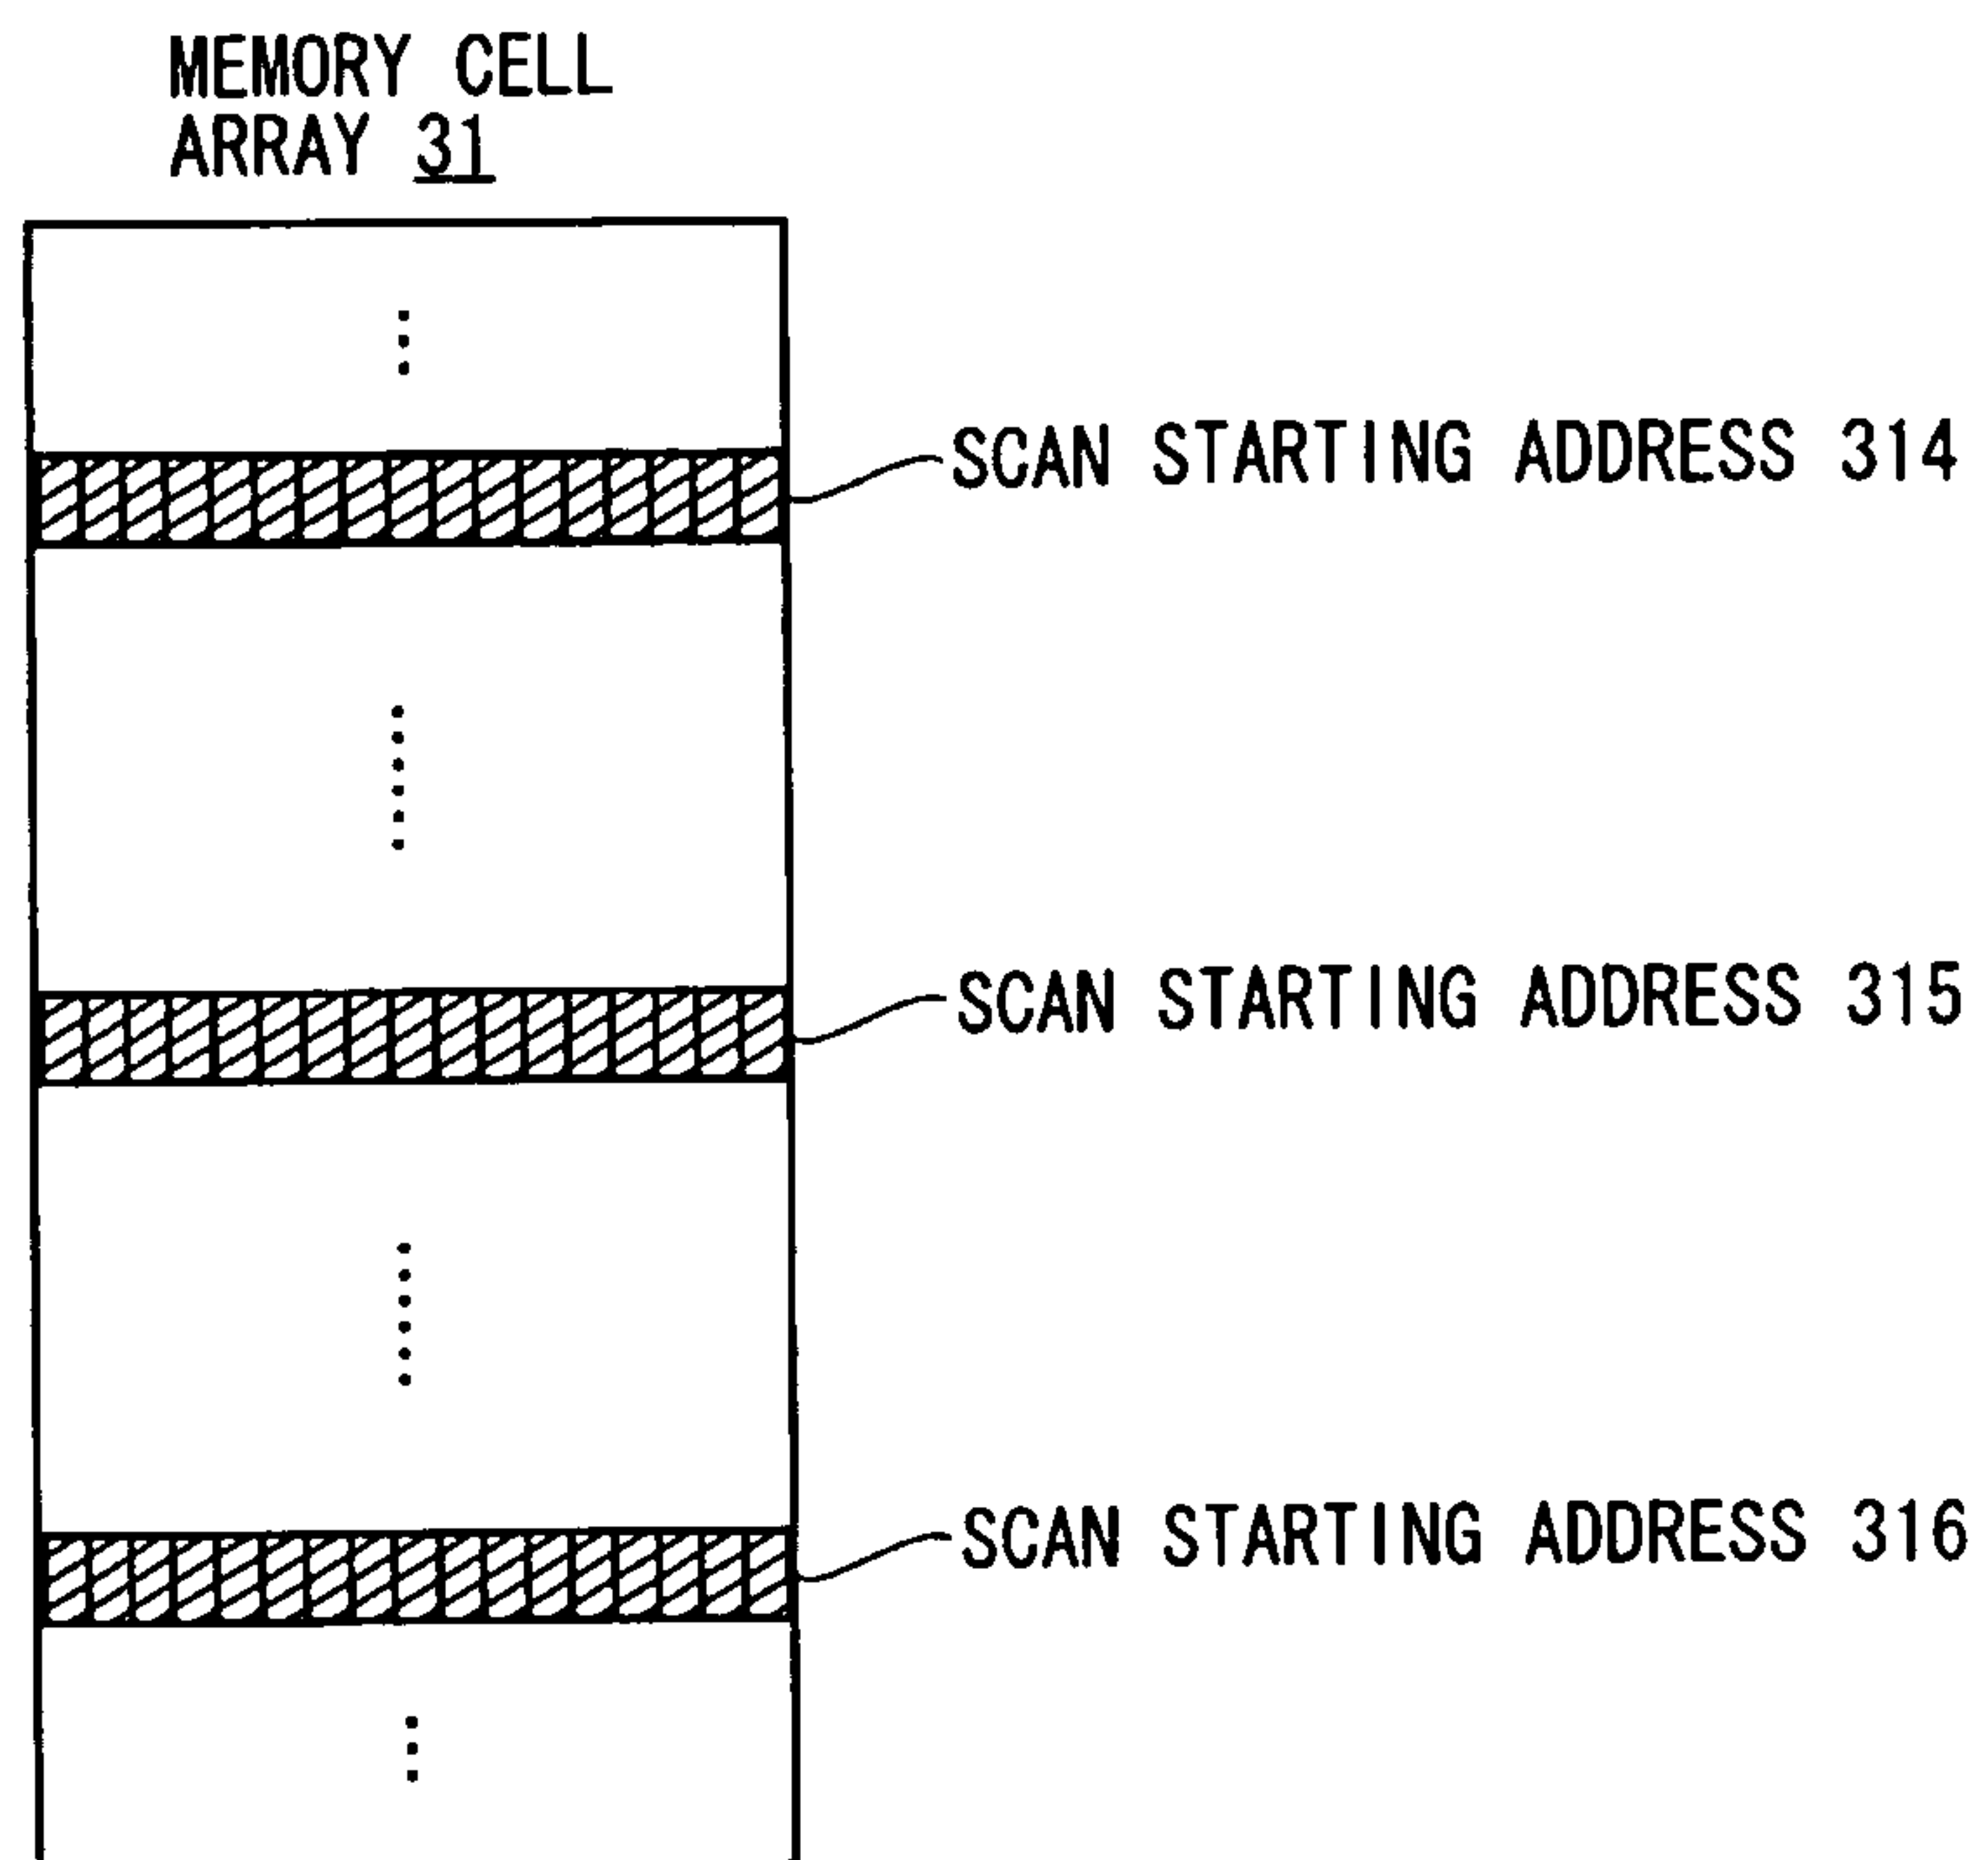 MEMORY CELL
ARRAY 31
SCAN STARTING ADDRESS 314
SCAN STARTING ADDRESS 315
SCAN STARTING ADDRESS 316